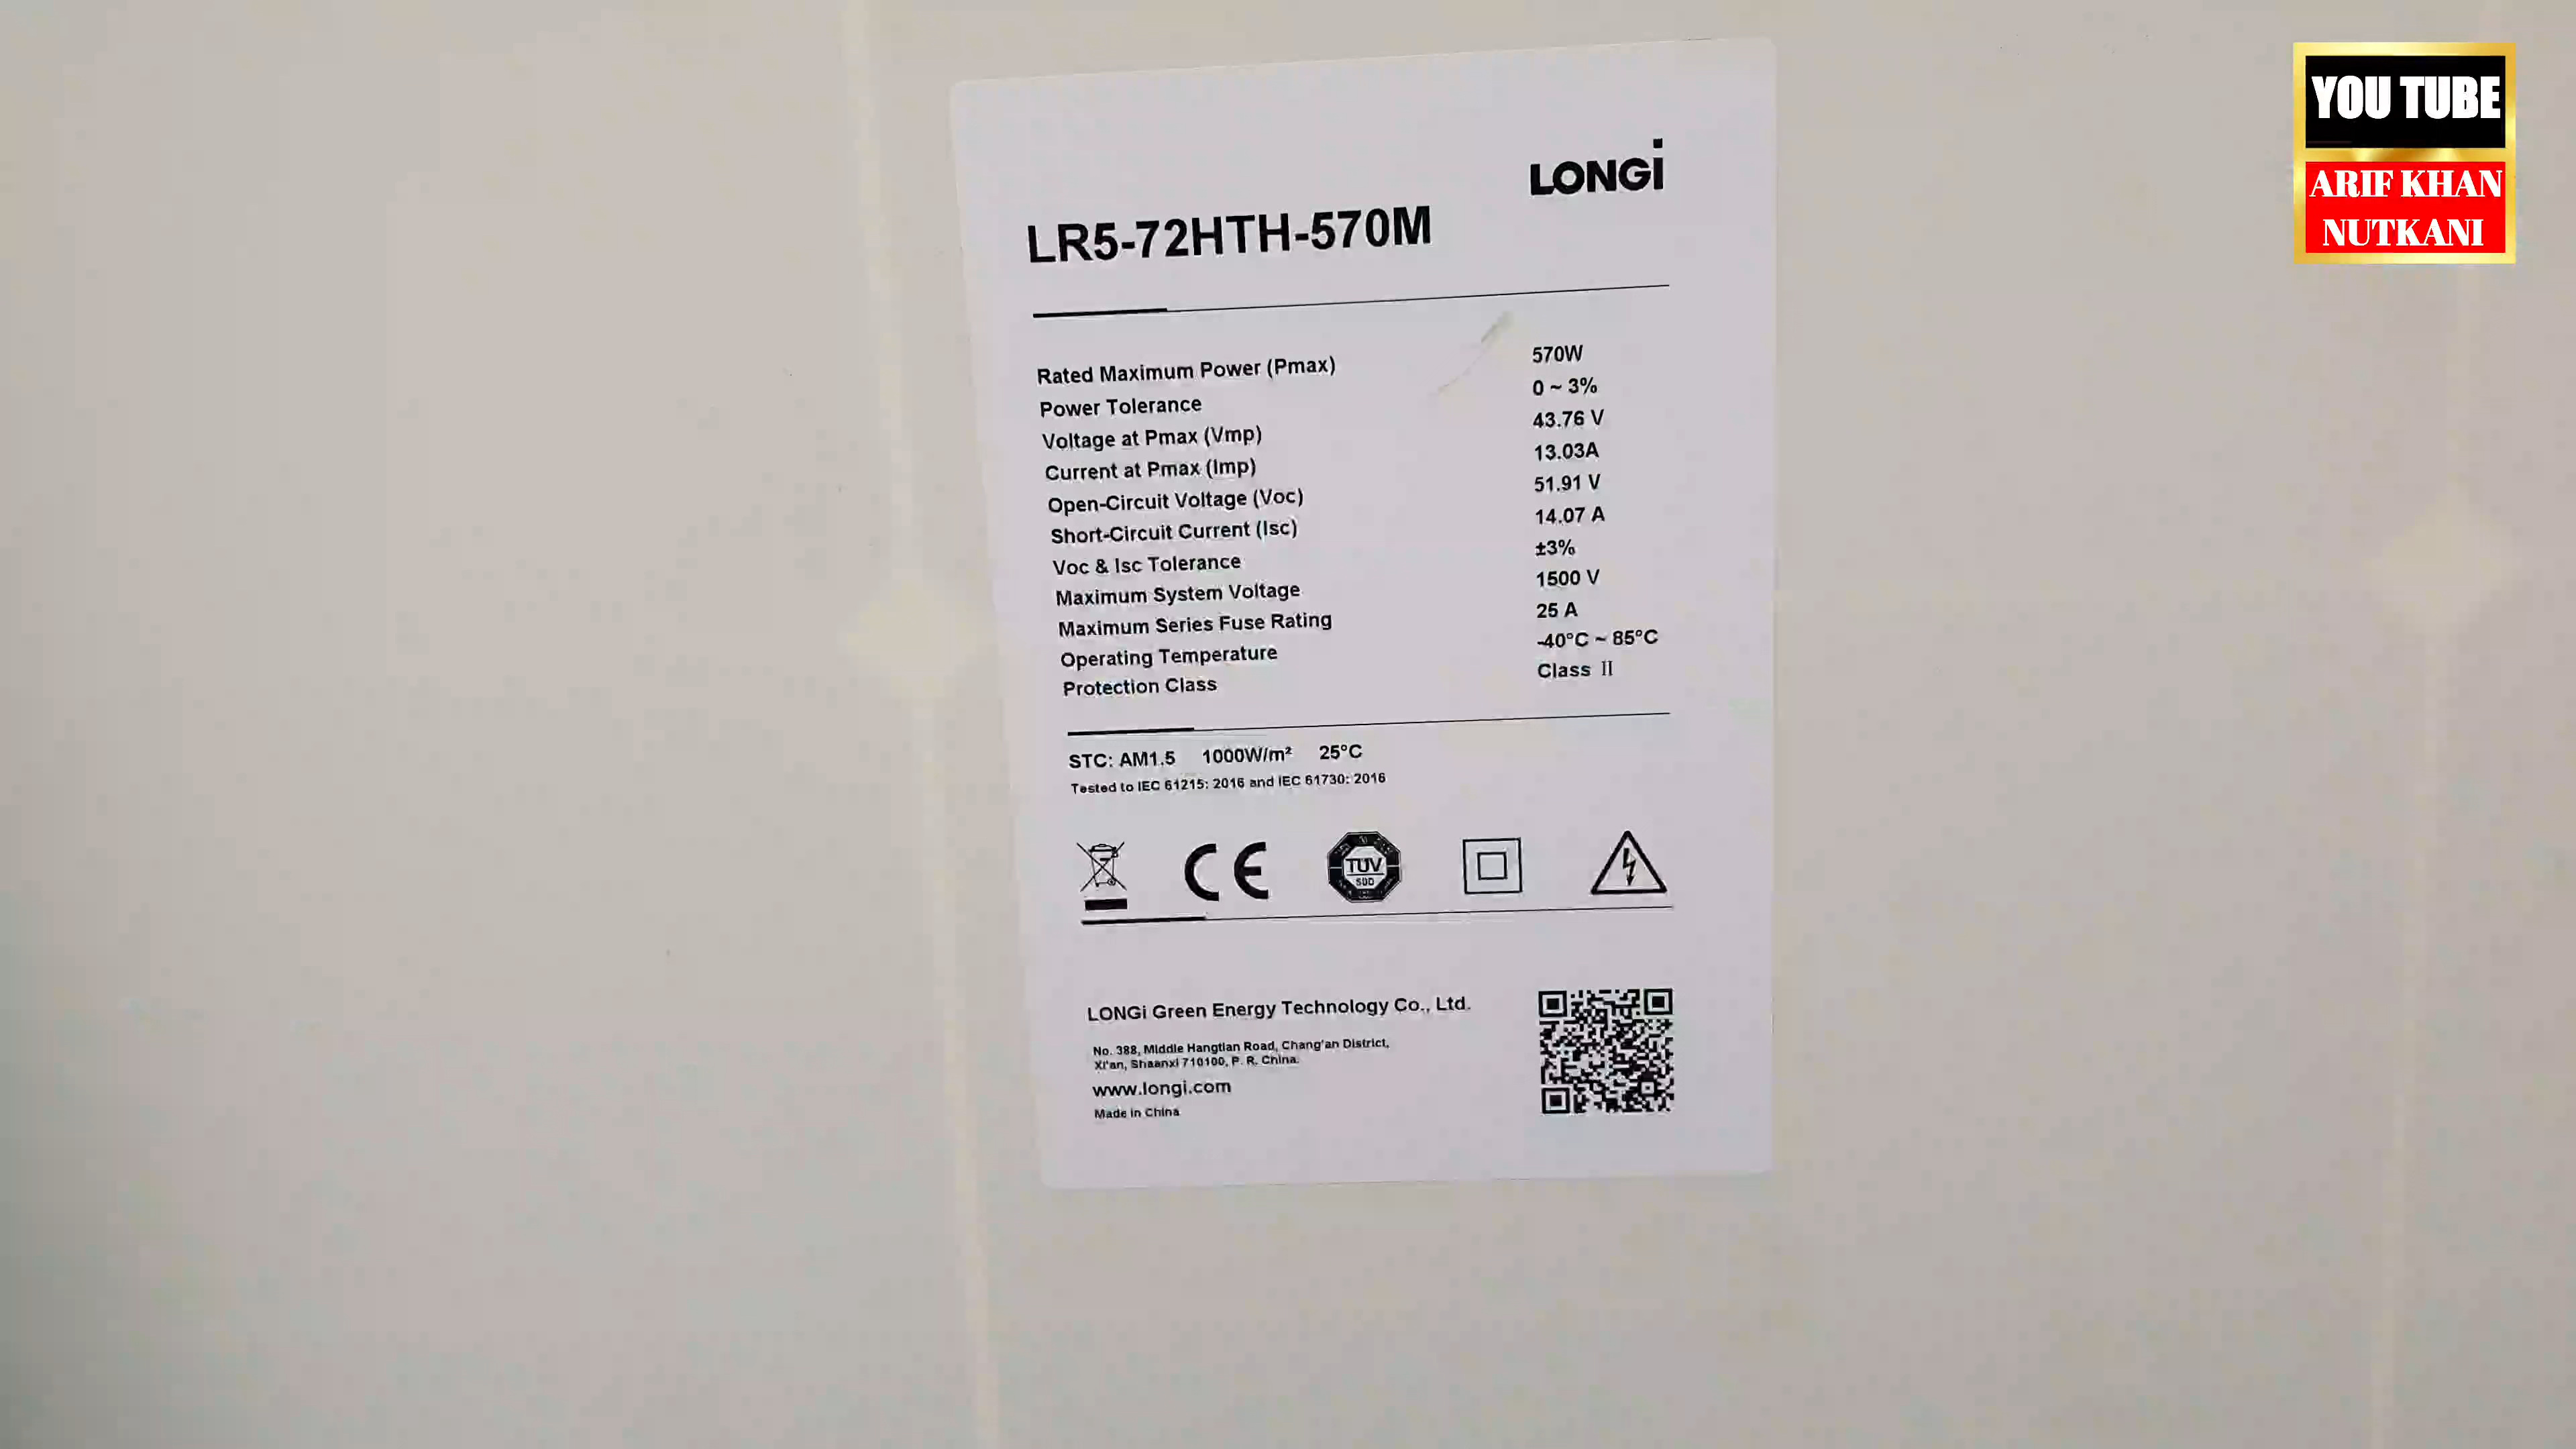 YOU TUBE
ARIF KHAN
NUTKANI
LONGi
LR5-72HTH-570M
Rated Maximum Power (Pmax) 570W
Power Tolerance 0 ~ 3%
Voltage at Pmax (Vmp) 43.76 V
Current at Pmax (Imp) 13.03A
Open-Circuit Voltage (Voc) 51.91 V
Short-Circuit Current (Isc) 14.07 A
Voc & Isc Tolerance ±3%
Maximum System Voltage 1500 V
Maximum Series Fuse Rating 25 A
Operating Temperature -40°C ~ 85°C
Protection Class Class II
STC: AM1.5 1000W/m² 25°C
Tested to IEC 61215: 2016 and IEC 61730: 2016
CE
TUV
SUD
LONGi Green Energy Technology Co., Ltd.
No. 388, Middle Hangtian Road, Chang'an District,
Xi'an, Shaanxi 710100, P. R. China.
www.longi.com
Made in China